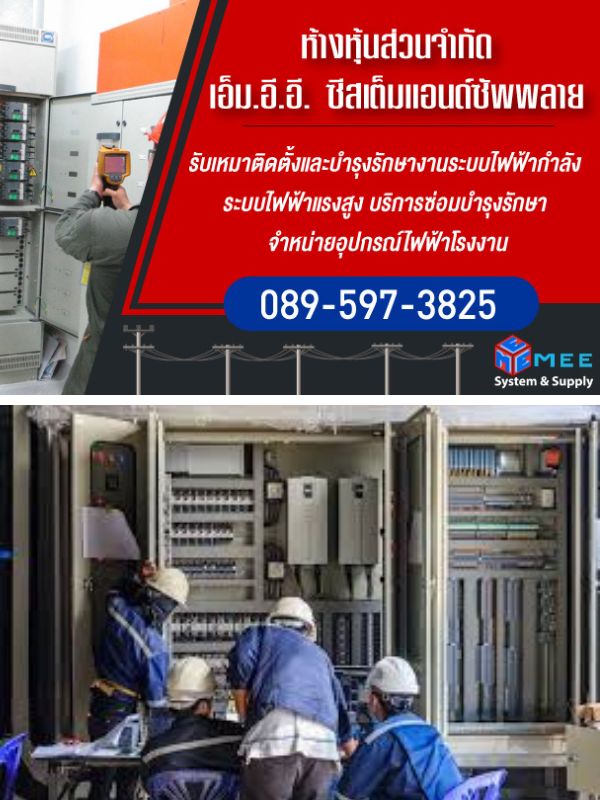 ห้างหุ้นส่วนจำกัด
เอ็ม.อี.อี. ซีสเต็มแอนด์ซัพพลาย
รับเหมาติดตั้งและบำรุงรักษางานระบบไฟฟ้ากำลัง
ระบบไฟฟ้าแรงสูง บริการซ่อมบำรุงรักษา
จำหน่ายอุปกรณ์ไฟฟ้าโรงงาน
089-597-3825
MEE
System & Supply